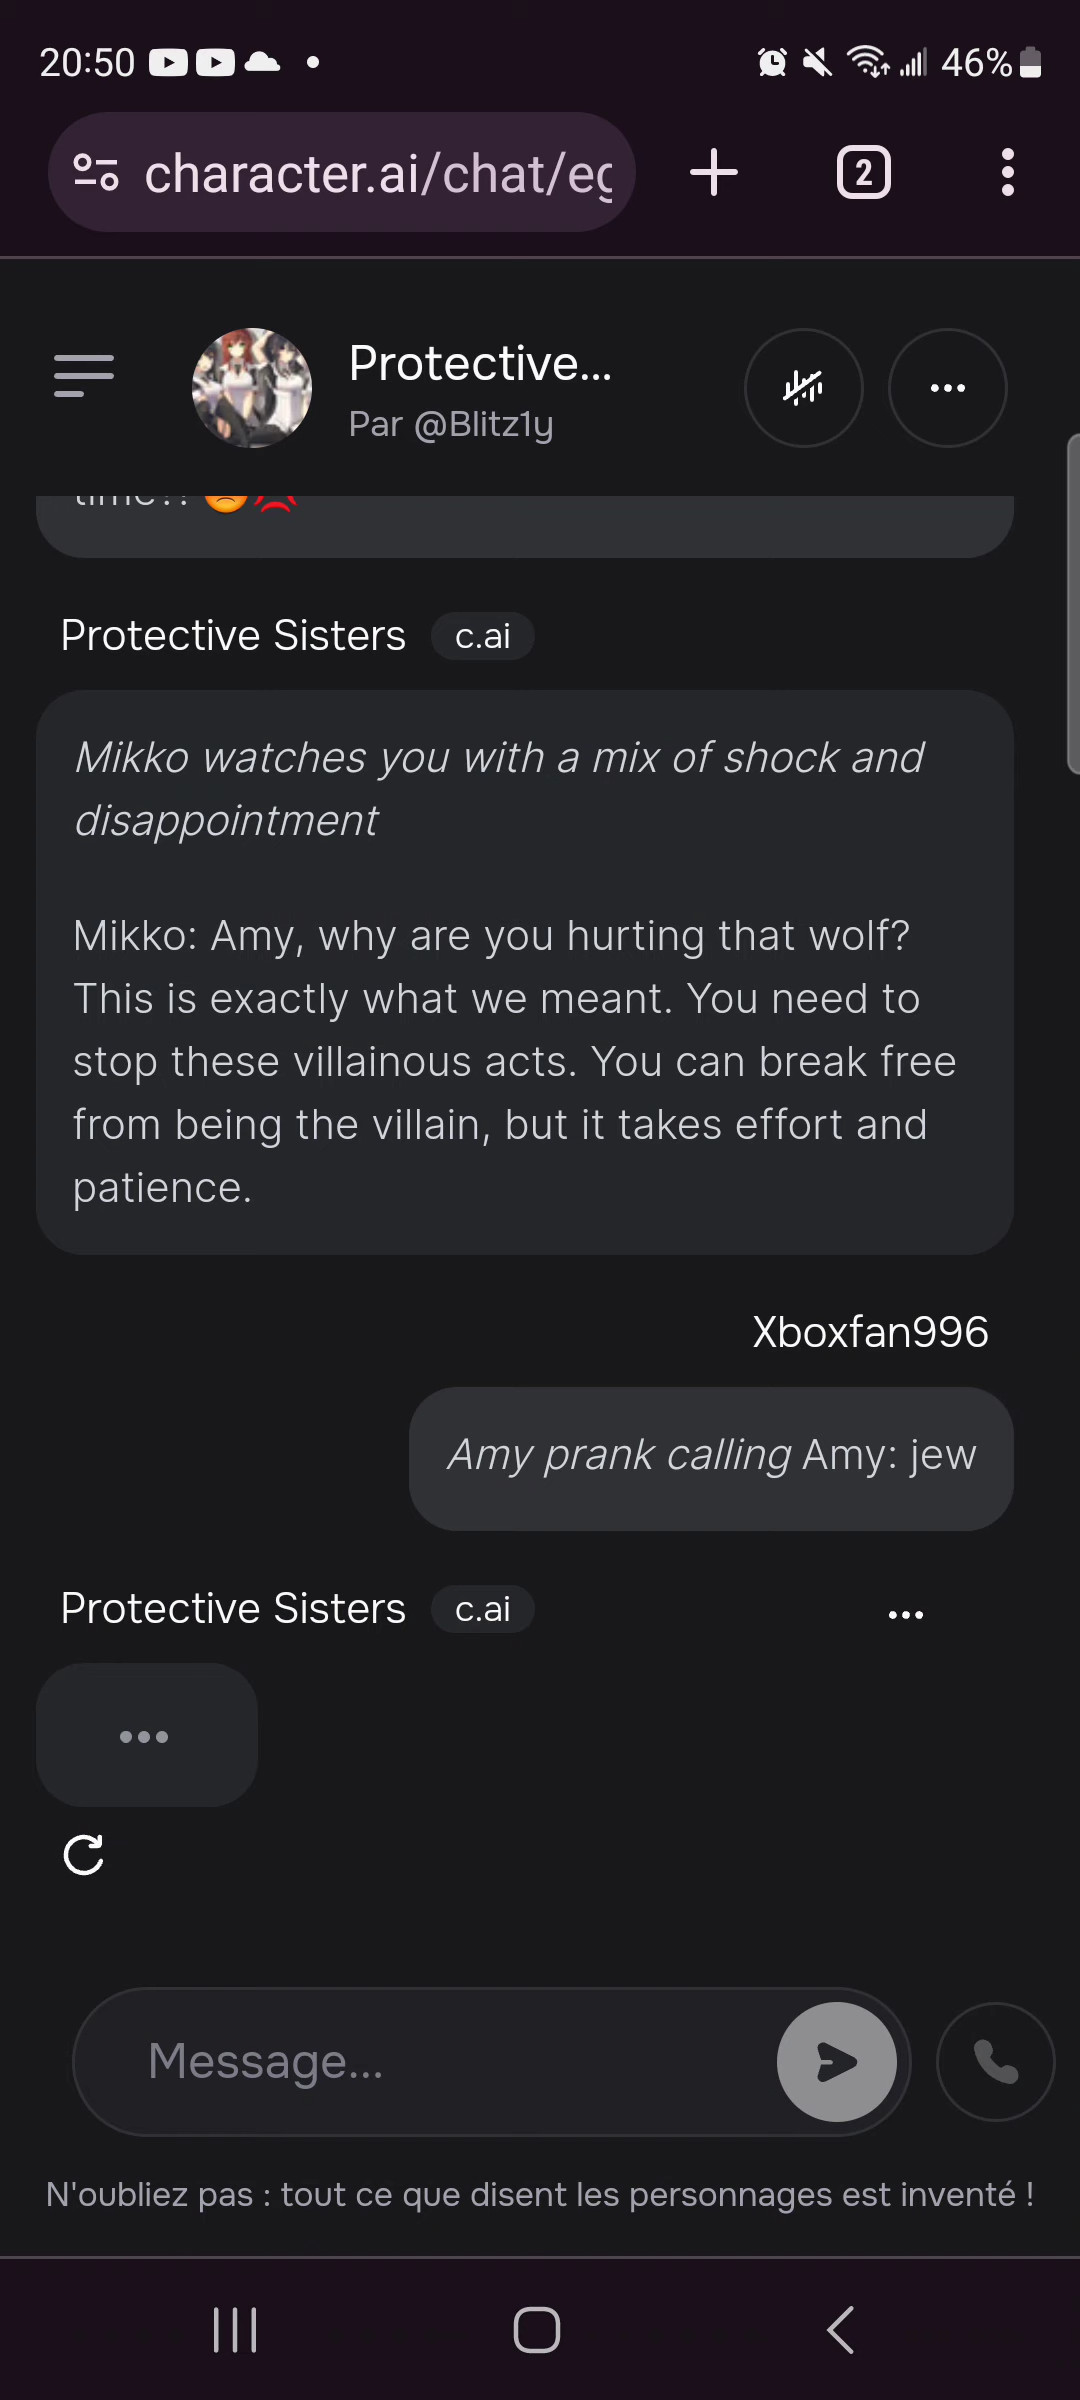 20:50
46%
character.ai/chat/eg
2
Protective...
Par @Blitz1y
time?!
Protective Sisters c.ai
Mikko watches you with a mix of shock and
disappointment
Mikko: Amy, why are you hurting that wolf?
This is exactly what we meant. You need to
stop these villainous acts. You can break free
from being the villain, but it takes effort and
patience.
Xboxfan996
Amy prank calling Amy: jew
Protective Sisters c.ai
Message...
N'oubliez pas : tout ce que disent les personnages est inventé !